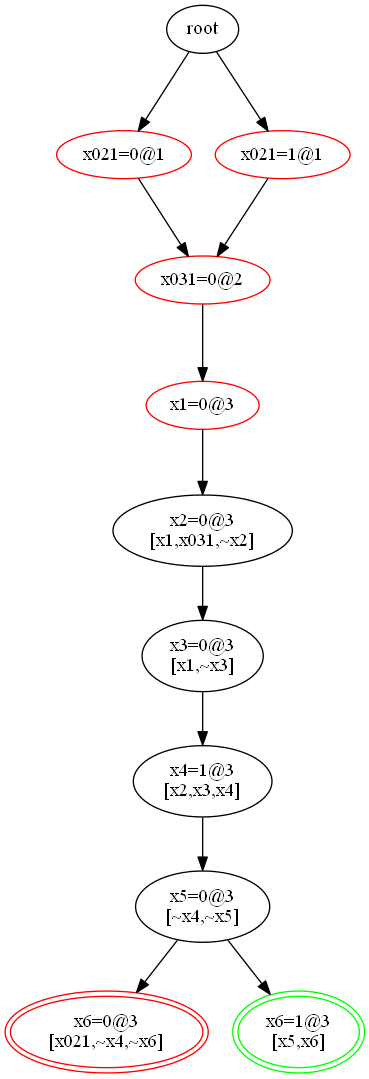 root
x021=0@1
x021=1@1
x031=0@2
x1=0@3
x2=0@3
[x1,x031,~x2]
x3=0@3
[x1,~x3]
x4=1@3
[x2,x3,x4]
x5=0@3
[~x4,~x5]
x6=0@3
[x021,~x4,~x6]
x6=1@3
[x5,x6]